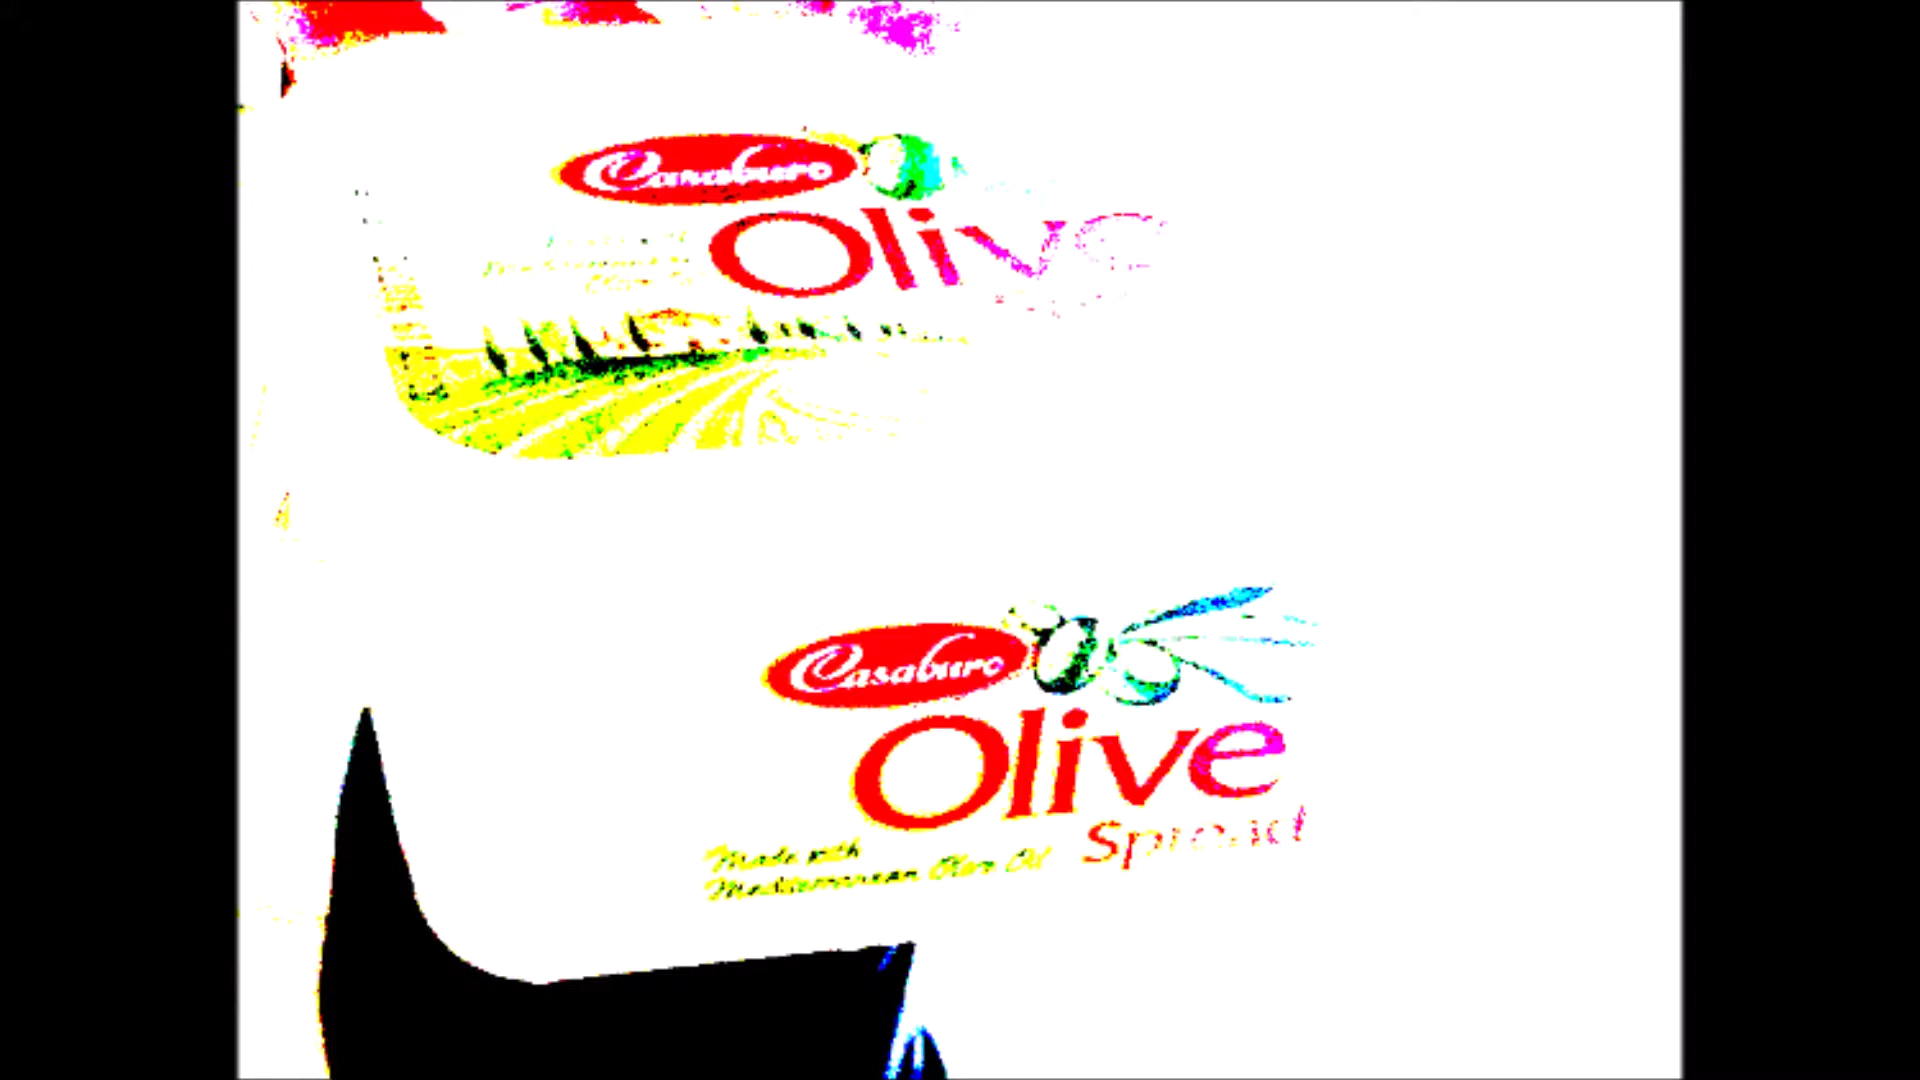 Casaburo
Olive
Casaburo
Olive
Spread
Made with
Mediterranean Olive Oil